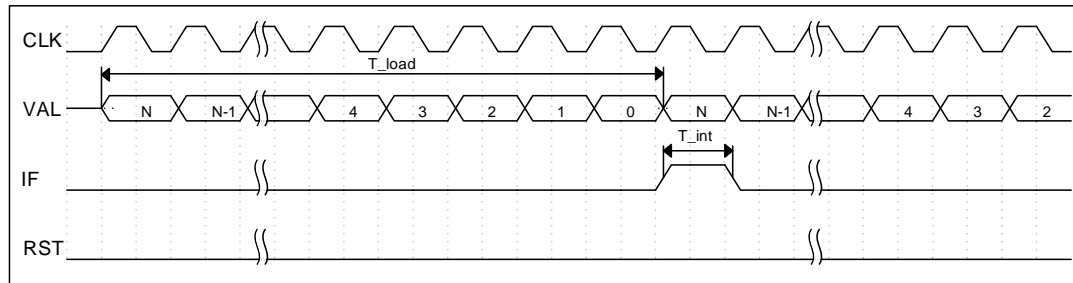 CLK
T_load
VAL N N-1 4 3 2 1 0 N N-1 4 3 2
T_int
IF
RST